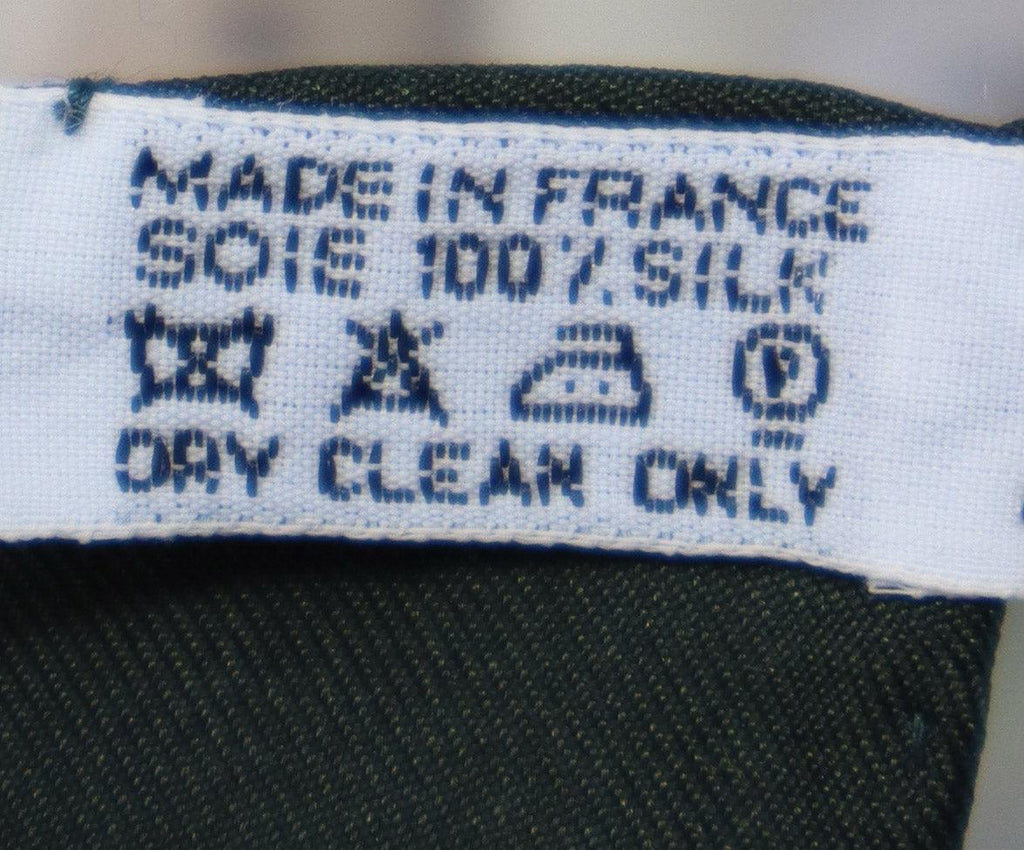 MADE IN FRANCE
SOIE 100% SILK
P
DRY CLEAN ONLY